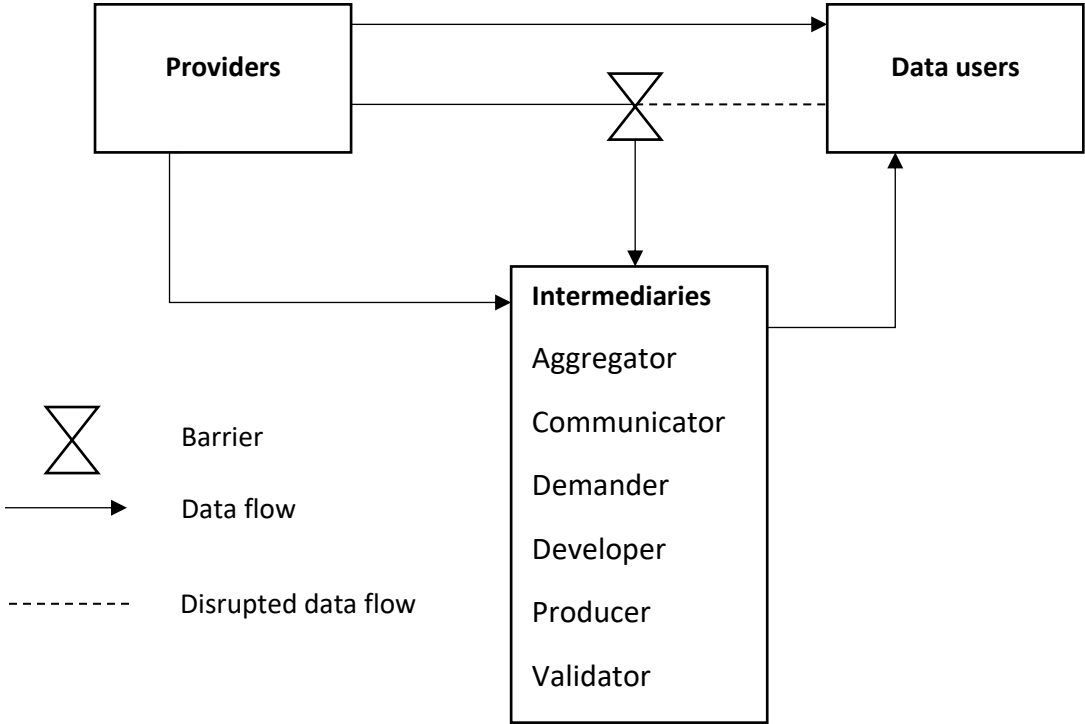 Providers
Data users
Intermediaries
Aggregator
Communicator
Demander
Developer
Producer
Validator
Barrier
Data flow
Disrupted data flow